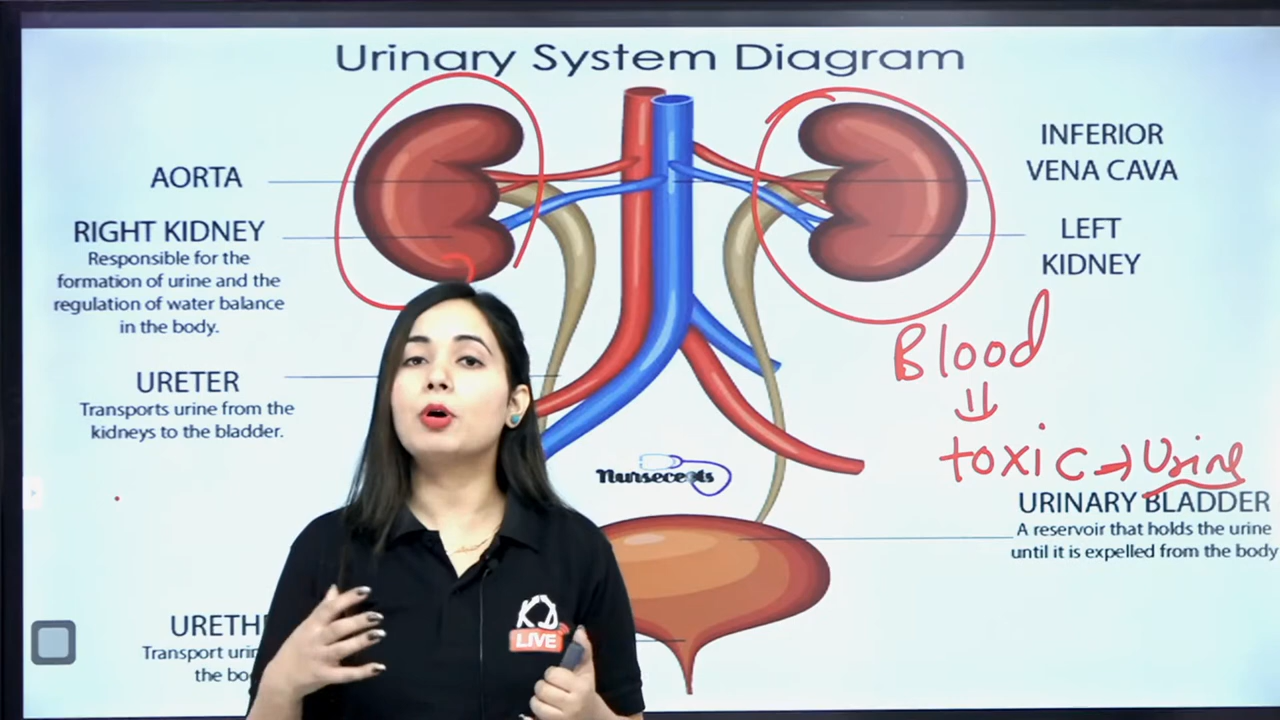 Urinary System Diagram
AORTA
RIGHT KIDNEY
Responsible for the
formation of urine and the
regulation of water balance
in the body.
URETER
Transports urine from the
kidneys to the bladder.
INFERIOR
VENA CAVA
LEFT
KIDNEY
Blood
toxic → Urine
URINARY BLADDER
A reservoir that holds the urine
until it is expelled from the body
KD
LIVE